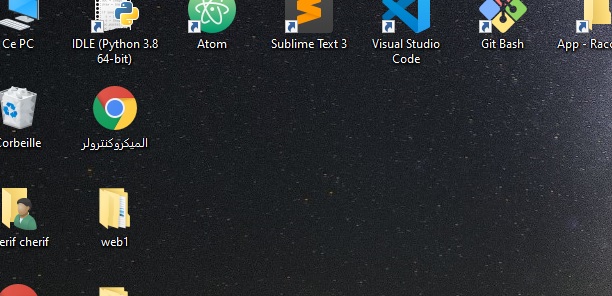 Ce PC
IDLE (Python 3.8
64-bit)
Atom
Sublime Text 3
Visual Studio
Code
Git Bash
App - Raco
Corbeille
الميكروكنترولر
erif cherif
web1